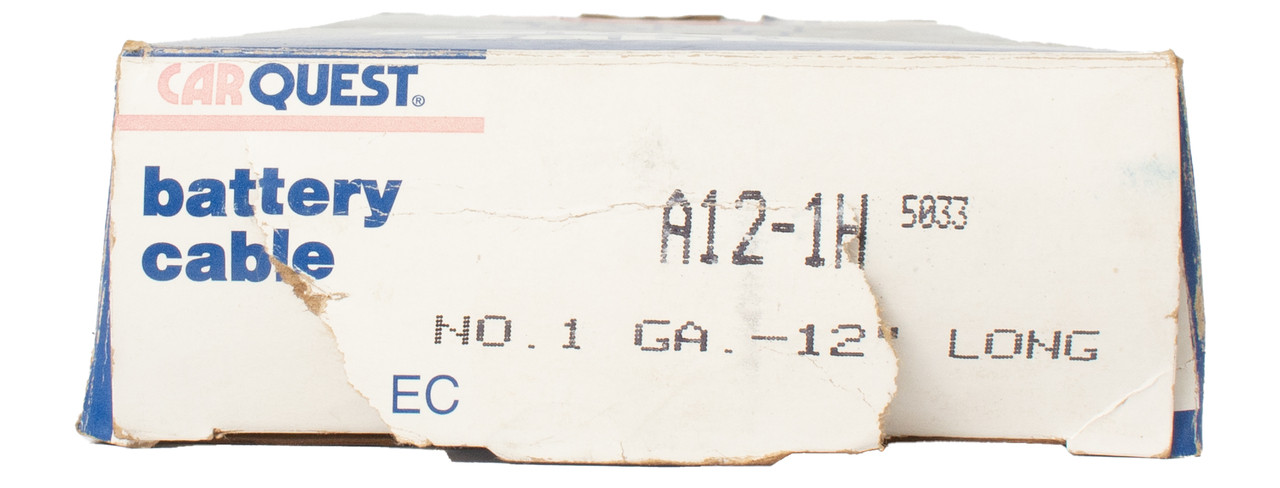 CARQUEST®
battery
cable
A12-1H 5033
NO.1 GA.-12" LONG
EC